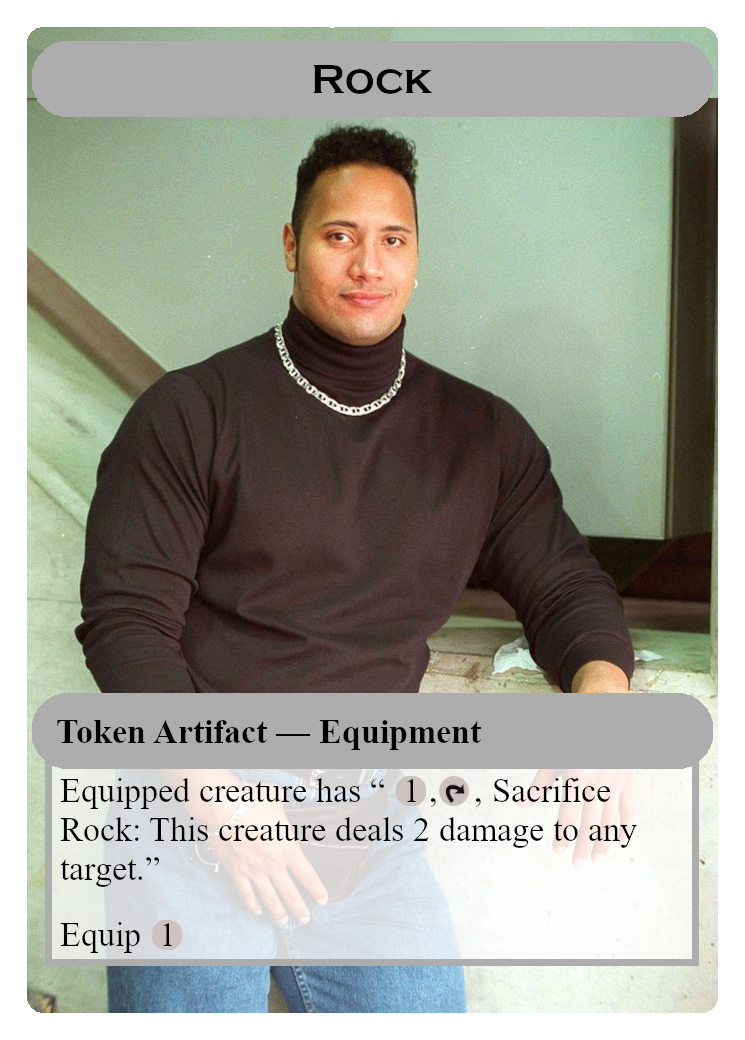 Rock
Token Artifact — Equipment
Equipped creature has “ 1 , , Sacrifice
Rock: This creature deals 2 damage to any
target.”
Equip 1